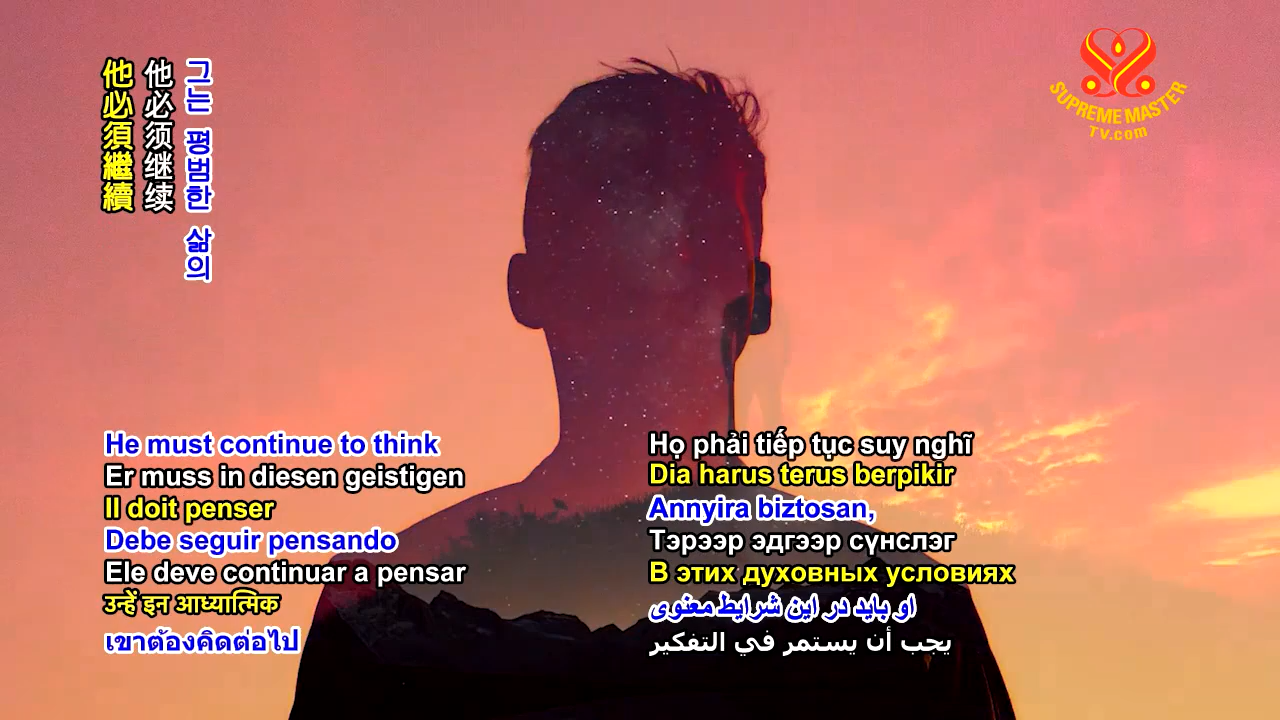 他必須繼續
他必须继续
그는 평범한 삶의
SUPREME MASTER
TV.com
He must continue to think
Er muss in diesen geistigen
Il doit penser
Debe seguir pensando
Ele deve continuar a pensar
उन्हें इन आध्यात्मिक
เขาต้องคิดต่อไป
Họ phải tiếp tục suy nghĩ
Dia harus terus berpikir
Annyira biztosan,
Тэрээр эдгээр сүнслэг
В этих духовных условиях
او باید در این شرایط معنوی
يجب أن يستمر في التفكير